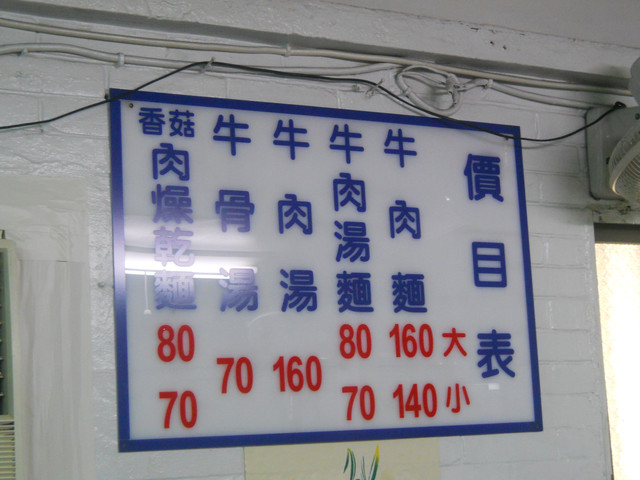 價目表
牛肉麵 160 大 140 小
牛肉湯麵 80 70
牛肉湯 160
牛骨湯 70
香菇肉燥乾麵 80 70